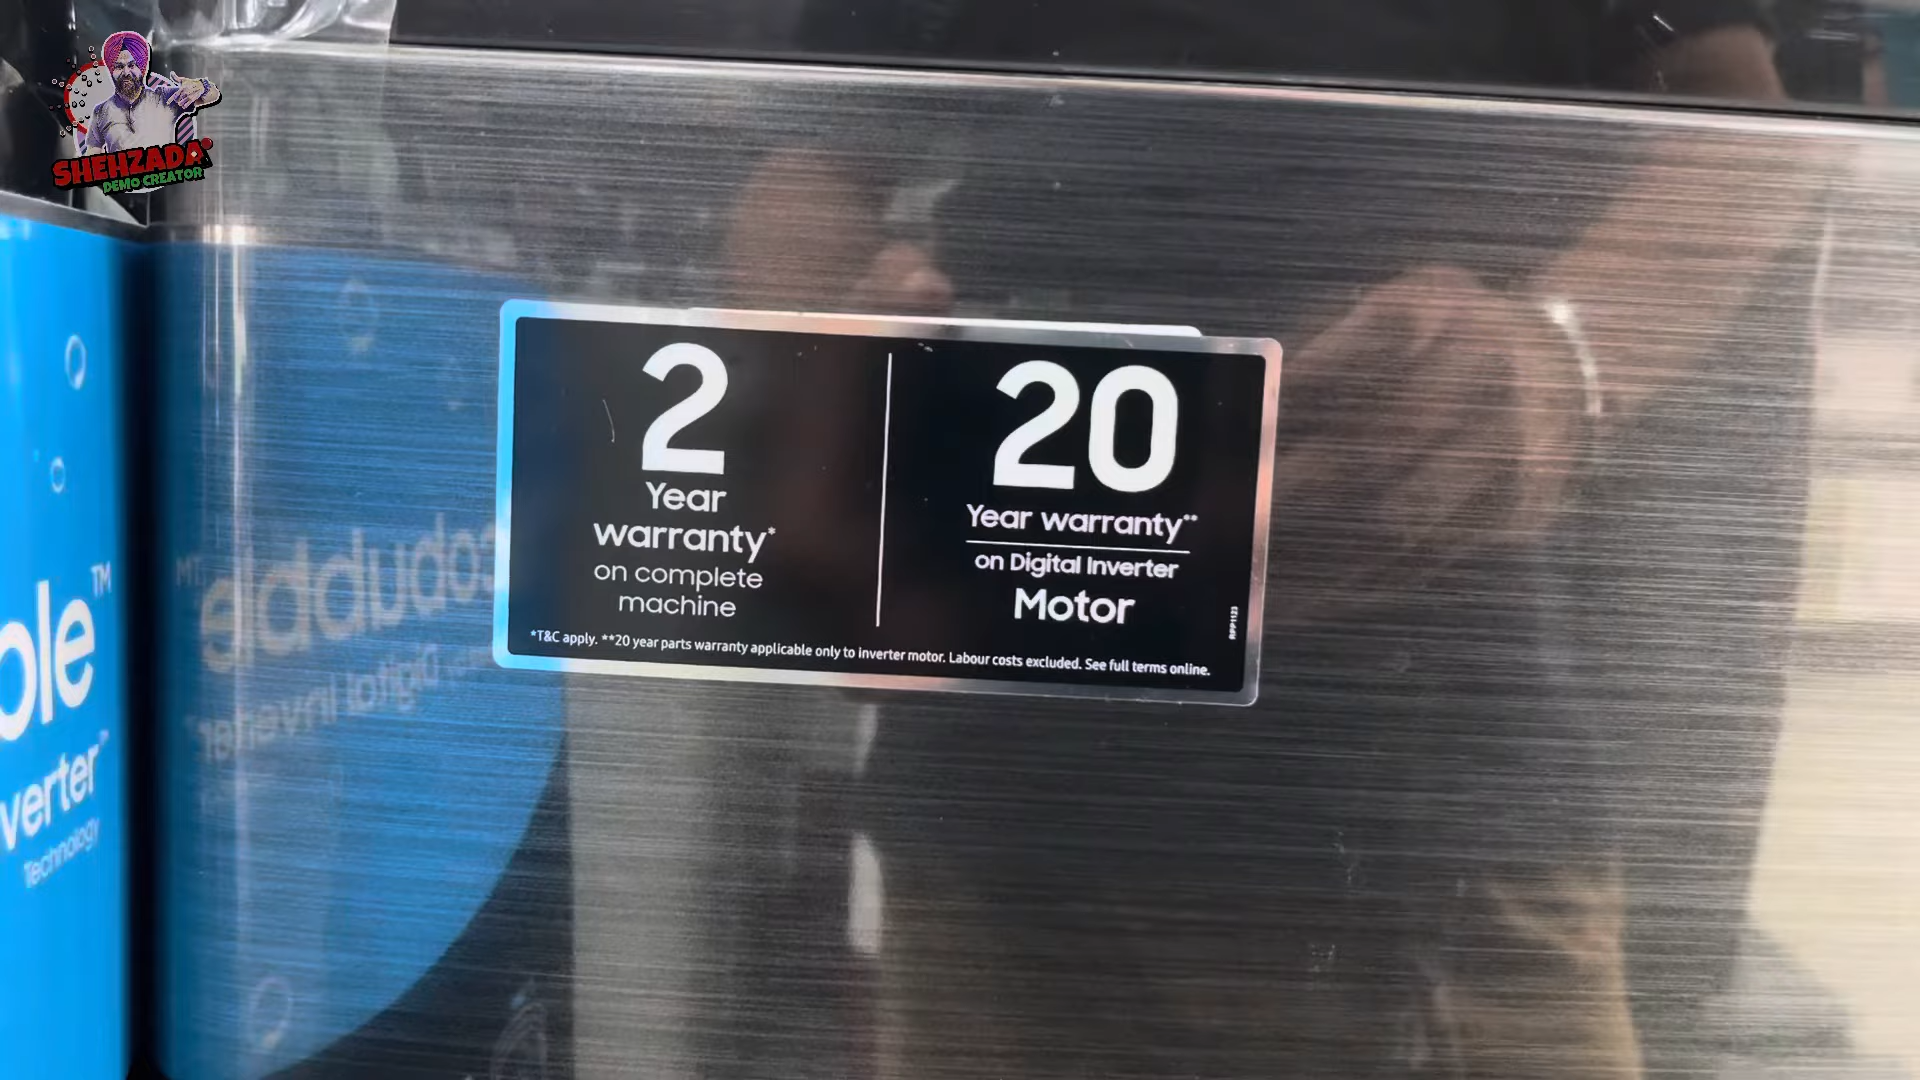 SHEHZADA
DEMO CREATOR
2
Year
warranty*
on complete
machine
20
Year warranty**
on Digital Inverter
Motor
*T&C apply. **20 year parts warranty applicable only to inverter motor. Labour costs excluded. See full terms online.
RPP1123
ble™
verter™
Technology